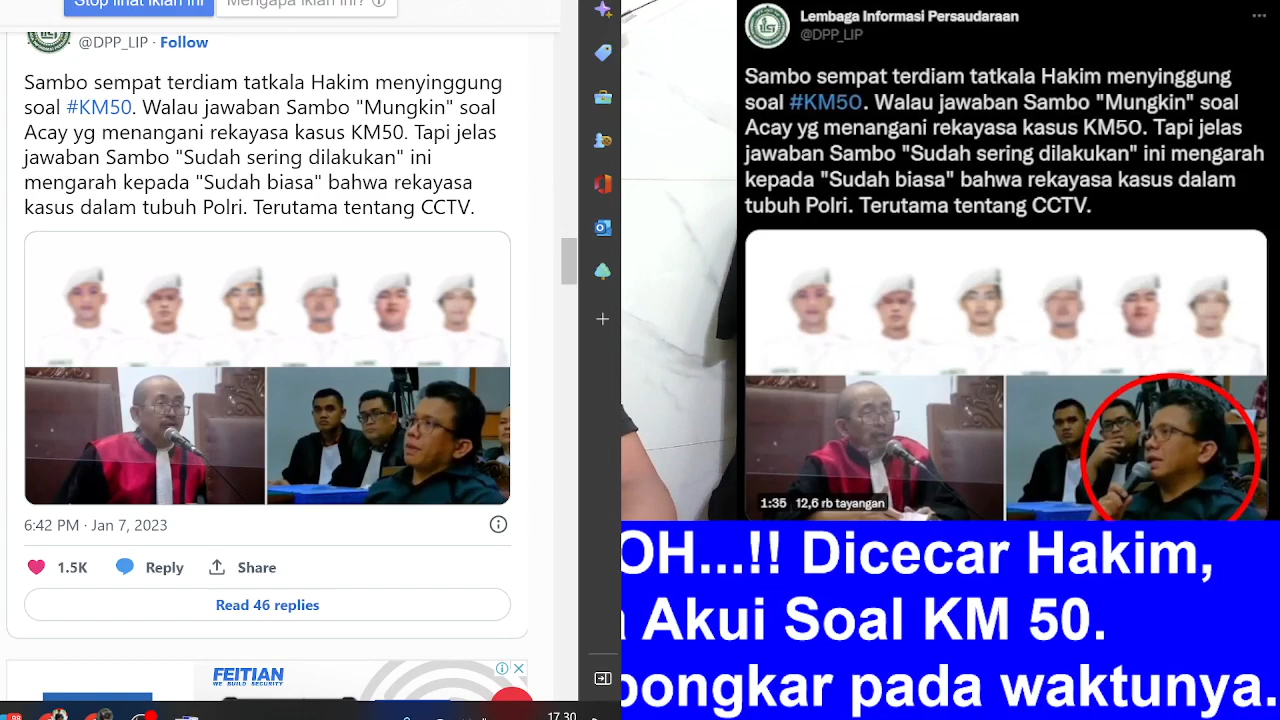 Stop lihat iklan ini
Mengapa iklan ini?
@DPP_LIP · Follow
Sambo sempat terdiam tatkala Hakim menyinggung
soal #KM50. Walau jawaban Sambo "Mungkin" soal
Acay yg menangani rekayasa kasus KM50. Tapi jelas
jawaban Sambo "Sudah sering dilakukan" ini
mengarah kepada "Sudah biasa" bahwa rekayasa
kasus dalam tubuh Polri. Terutama tentang CCTV.
6:42 PM · Jan 7, 2023
1.5K
Reply
Share
Read 46 replies
FEITIAN
WE BUILD SECURITY
17.30
Lembaga Informasi Persaudaraan
@DPP_LIP
Sambo sempat terdiam tatkala Hakim menyinggung
soal #KM50. Walau jawaban Sambo "Mungkin" soal
Acay yg menangani rekayasa kasus KM50. Tapi jelas
jawaban Sambo "Sudah sering dilakukan" ini mengarah
kepada "Sudah biasa" bahwa rekayasa kasus dalam
tubuh Polri. Terutama tentang CCTV.
1:35 12,6 rb tayangan
OH...!! Dicecar Hakim,
a Akui Soal KM 50.
bongkar pada waktunya.